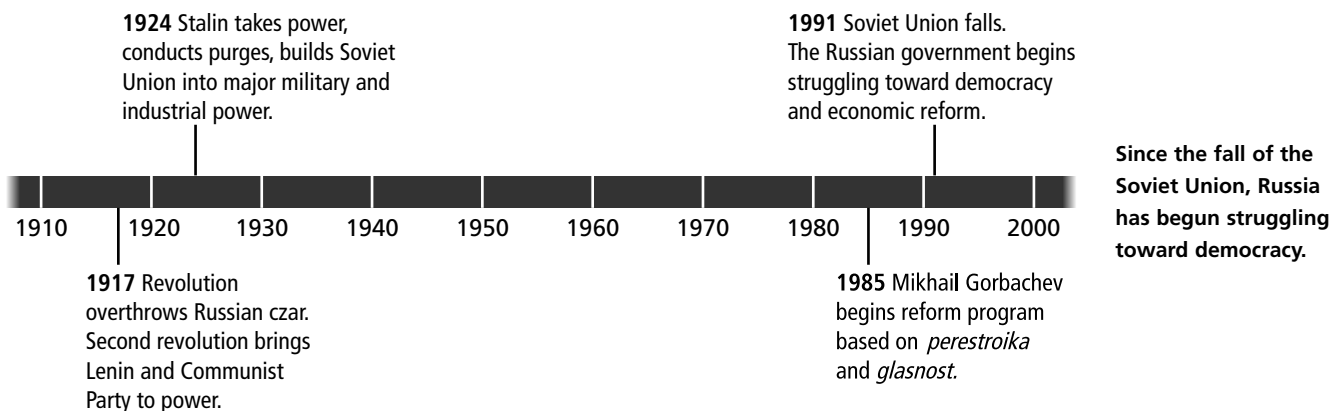 1924 Stalin takes power,
conducts purges, builds Soviet
Union into major military and
industrial power.
1991 Soviet Union falls.
The Russian government begins
struggling toward democracy
and economic reform.
Since the fall of the
Soviet Union, Russia
has begun struggling
toward democracy.
1910 1920 1930 1940 1950 1960 1970 1980 1990 2000
1917 Revolution
overthrows Russian czar.
Second revolution brings
Lenin and Communist
Party to power.
1985 Mikhail Gorbachev
begins reform program
based on perestroika
and glasnost.